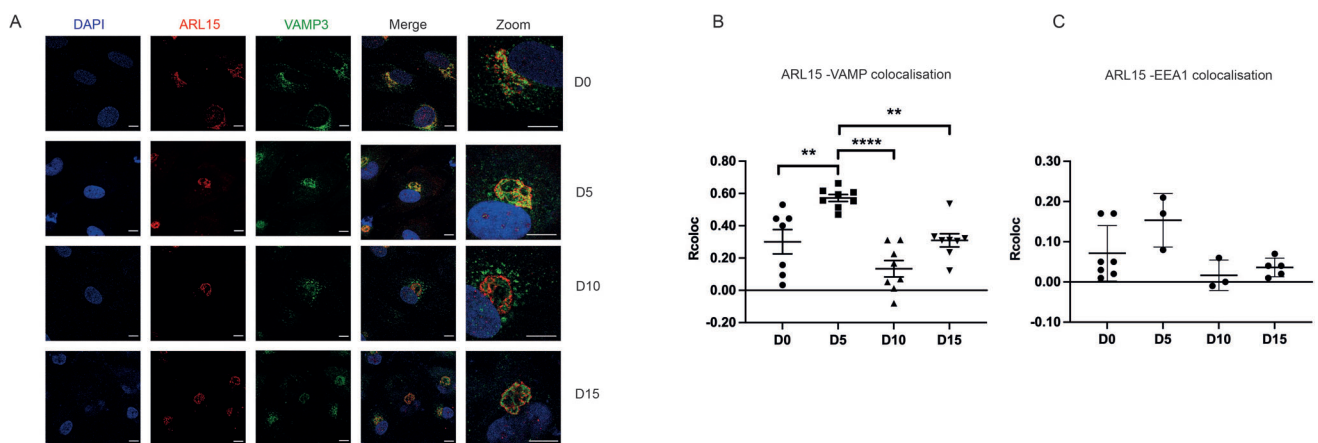 A
DAPI
ARL15
VAMP3
Merge
Zoom
D0
D5
D10
D15
B
ARL15 -VAMP colocalisation
**
****
**
0.80
0.60
0.40
0.20
0.00
-0.20
Rcoloc
D0 D5 D10 D15
C
ARL15 -EEA1 colocalisation
0.30
0.20
0.10
0.00
-0.10
Rcoloc
D0 D5 D10 D15